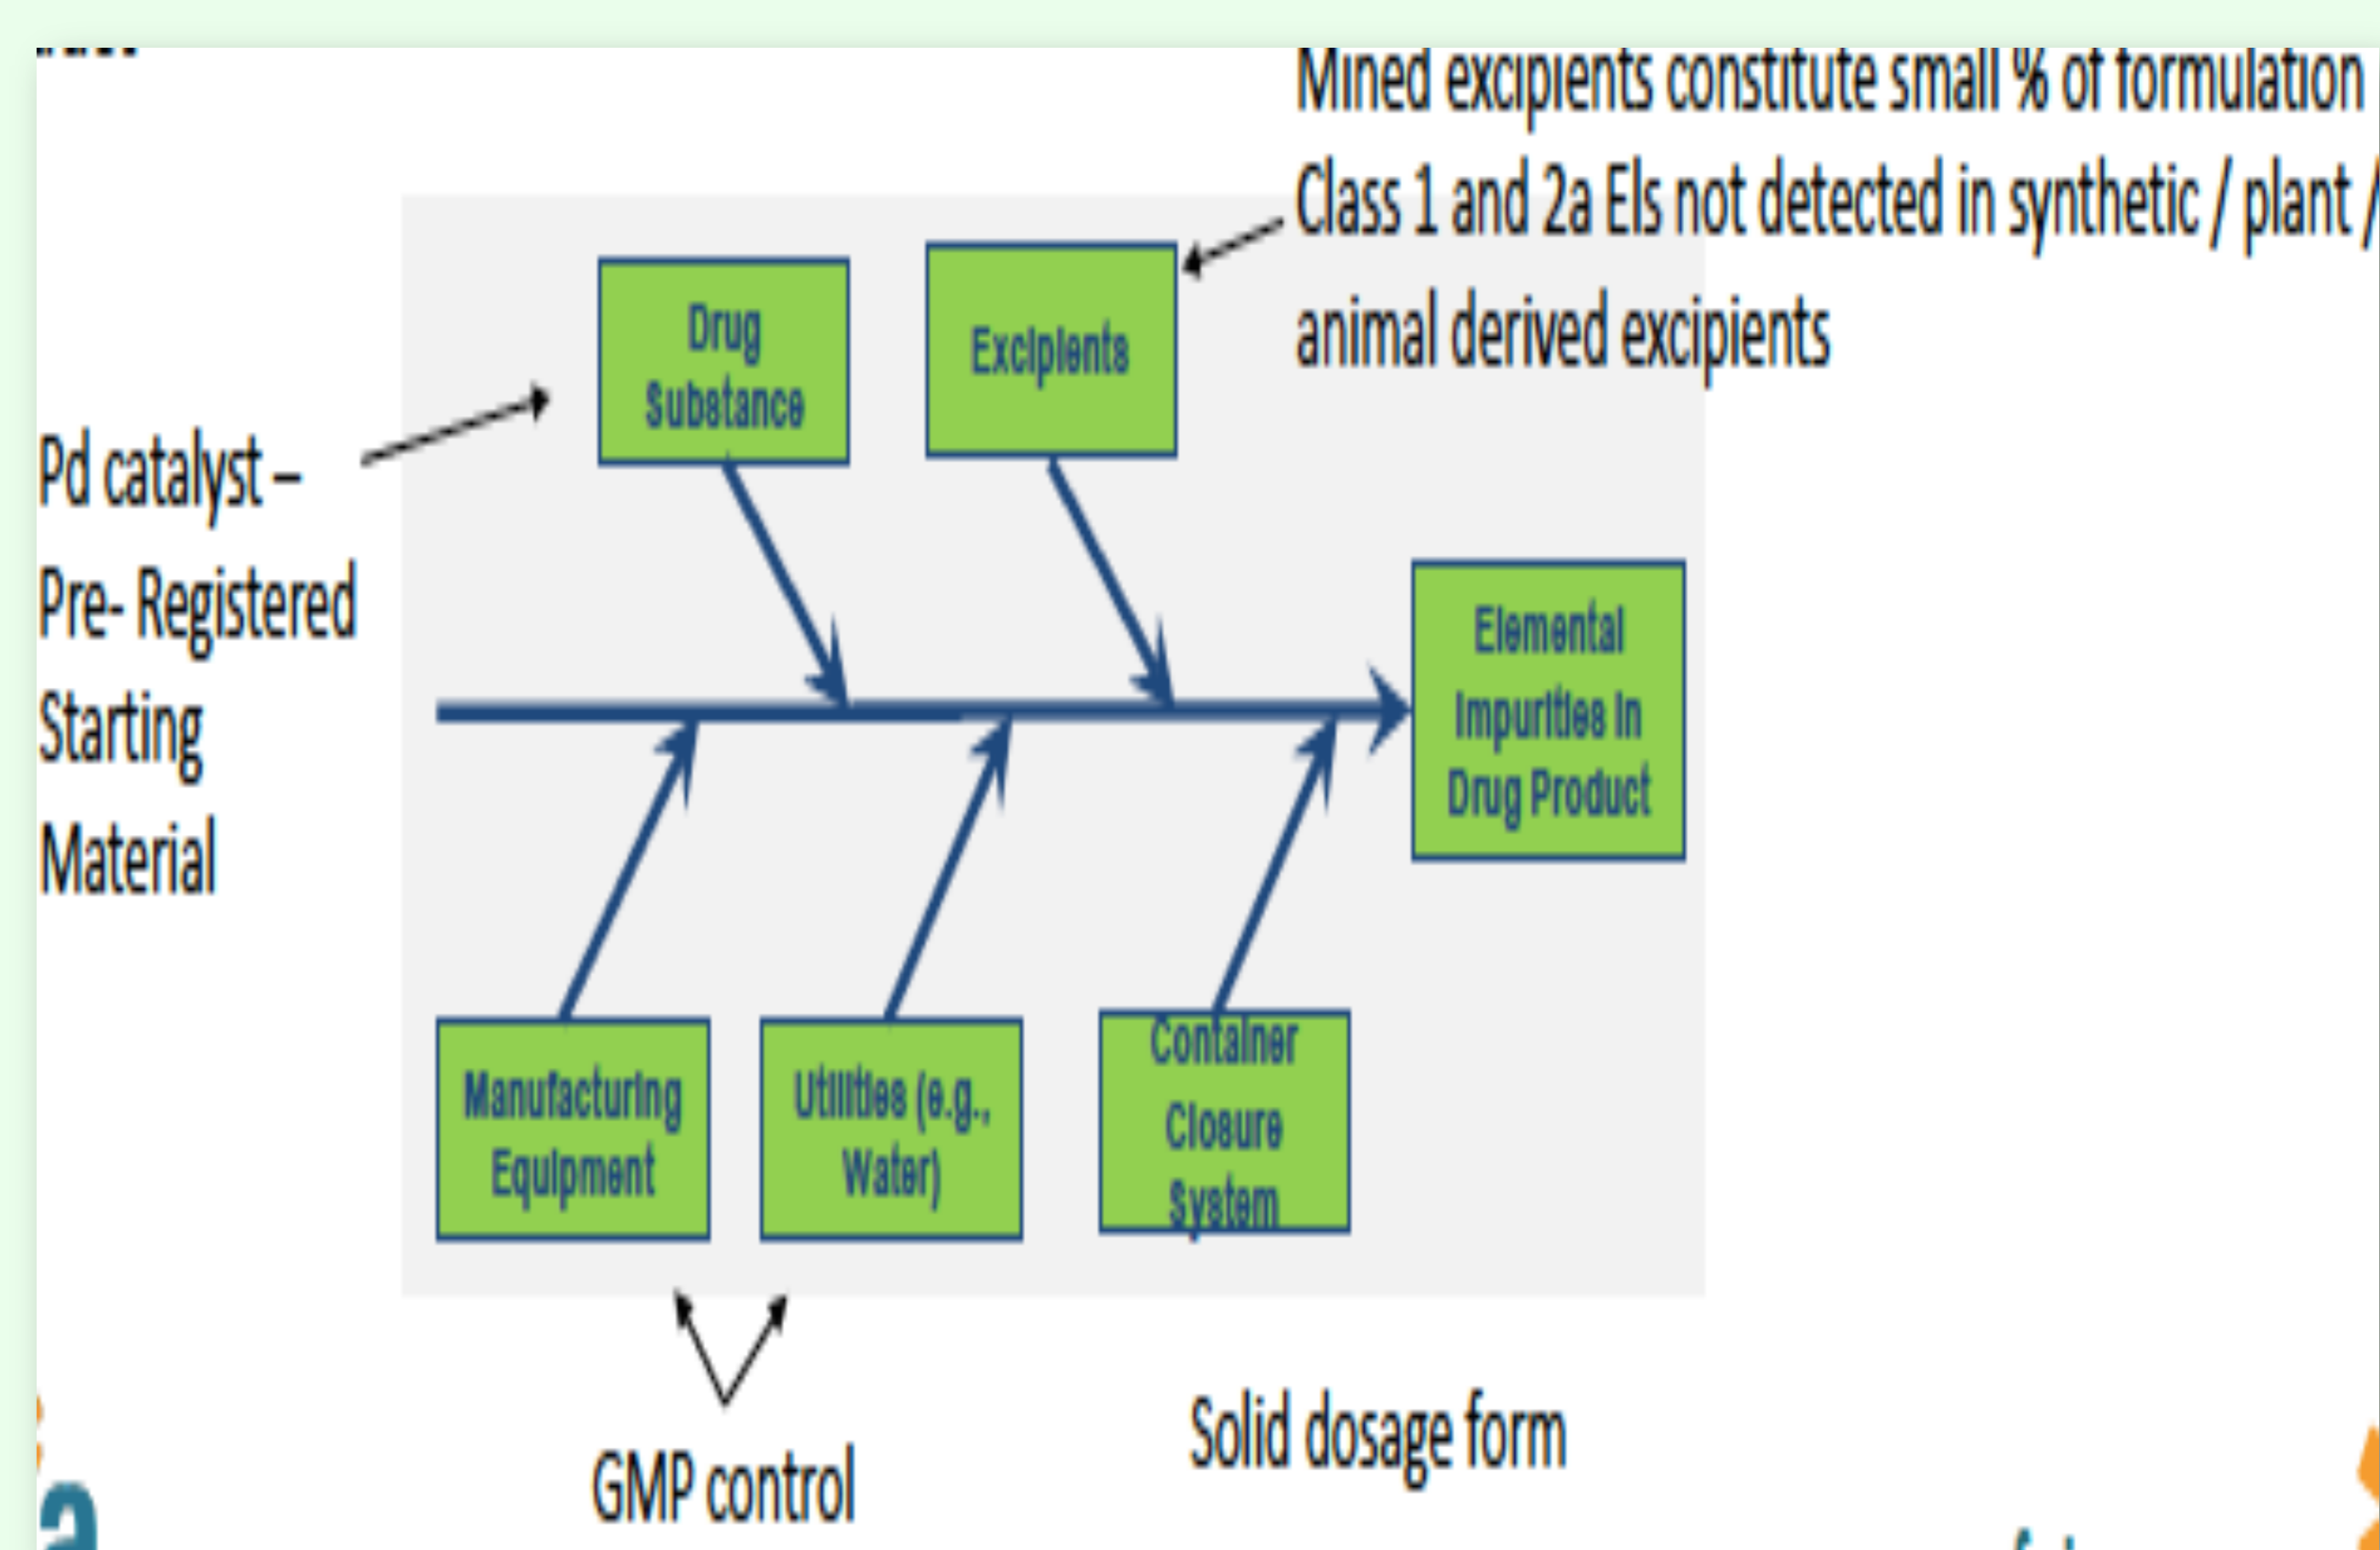 Mined excipients constitute small % of formulation
Class 1 and 2a EIs not detected in synthetic / plant /
animal derived excipients
Drug
Substance
Excipients
Pd catalyst –
Pre- Registered
Starting
Material
Elemental
Impurities in
Drug Product
Manufacturing
Equipment
Utilities (e.g.,
Water)
Container
Closure
System
GMP control
Solid dosage form
a